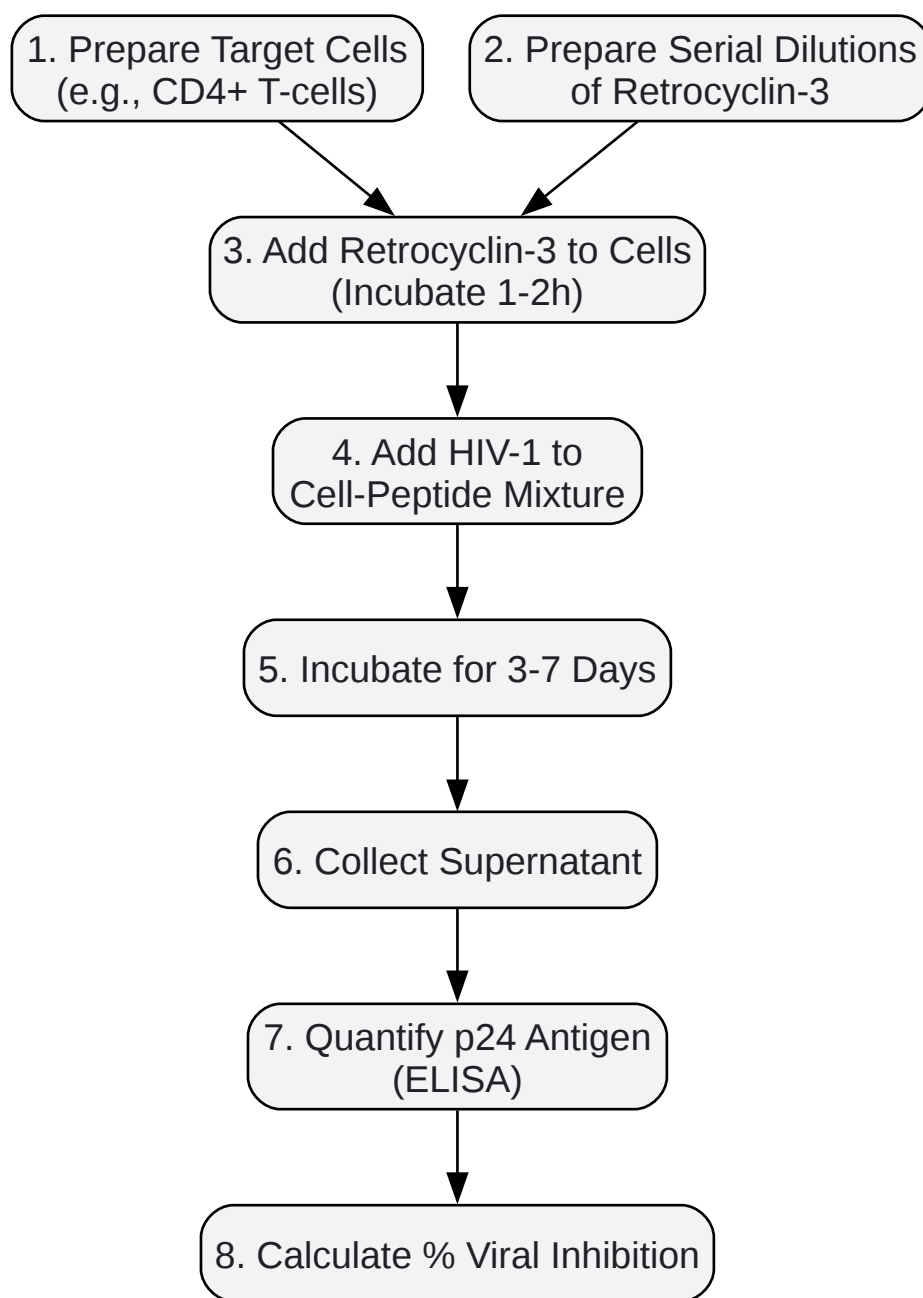 1. Prepare Target Cells
(e.g., CD4+ T-cells)
2. Prepare Serial Dilutions
of Retrocyclin-3
3. Add Retrocyclin-3 to Cells
(Incubate 1-2h)
4. Add HIV-1 to
Cell-Peptide Mixture
5. Incubate for 3-7 Days
6. Collect Supernatant
7. Quantify p24 Antigen
(ELISA)
8. Calculate % Viral Inhibition